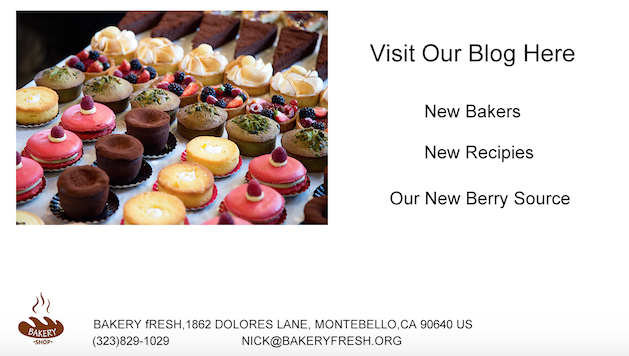 Visit Our Blog Here
New Bakers
New Recipies
Our New Berry Source
BAKERY
SHOP
BAKERY fRESH,1862 DOLORES LANE, MONTEBELLO,CA 90640 US
(323)829-1029 NICK@BAKERYFRESH.ORG